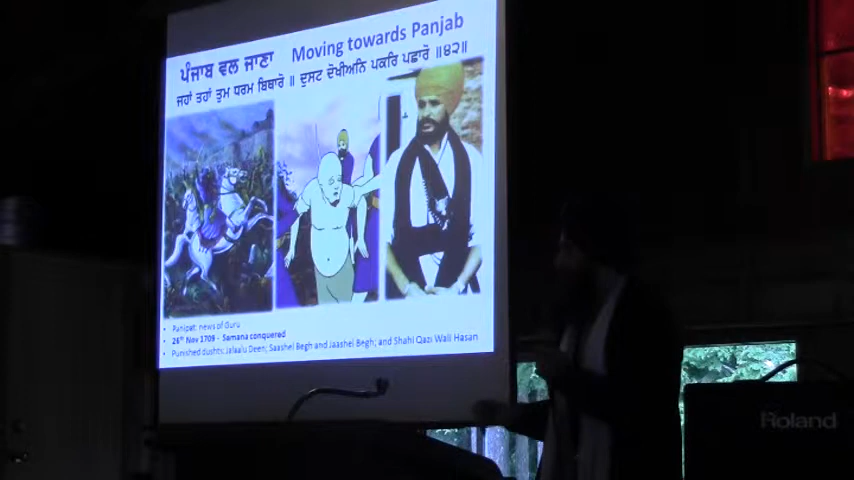 ਪੰਜਾਬ ਵਲ ਜਾਣਾ Moving towards Panjab
ਜਹਾਂ ਤਹਾਂ ਤੁਮ ਧਰਮ ਬਿਥਾਰੋ ॥ ਦੁਸਟ ਦੋਖੀਅਨਿ ਪਕਰਿ ਪਛਾਰੋ ॥੪੨॥
• Panipat: news of Guru
• 26th Nov 1709 - Samana conquered
• Punished dushts: Jalaalu Deen; Saashel Begh and Jaashel Begh; and Shahi Qazi Wali Hasan
Roland